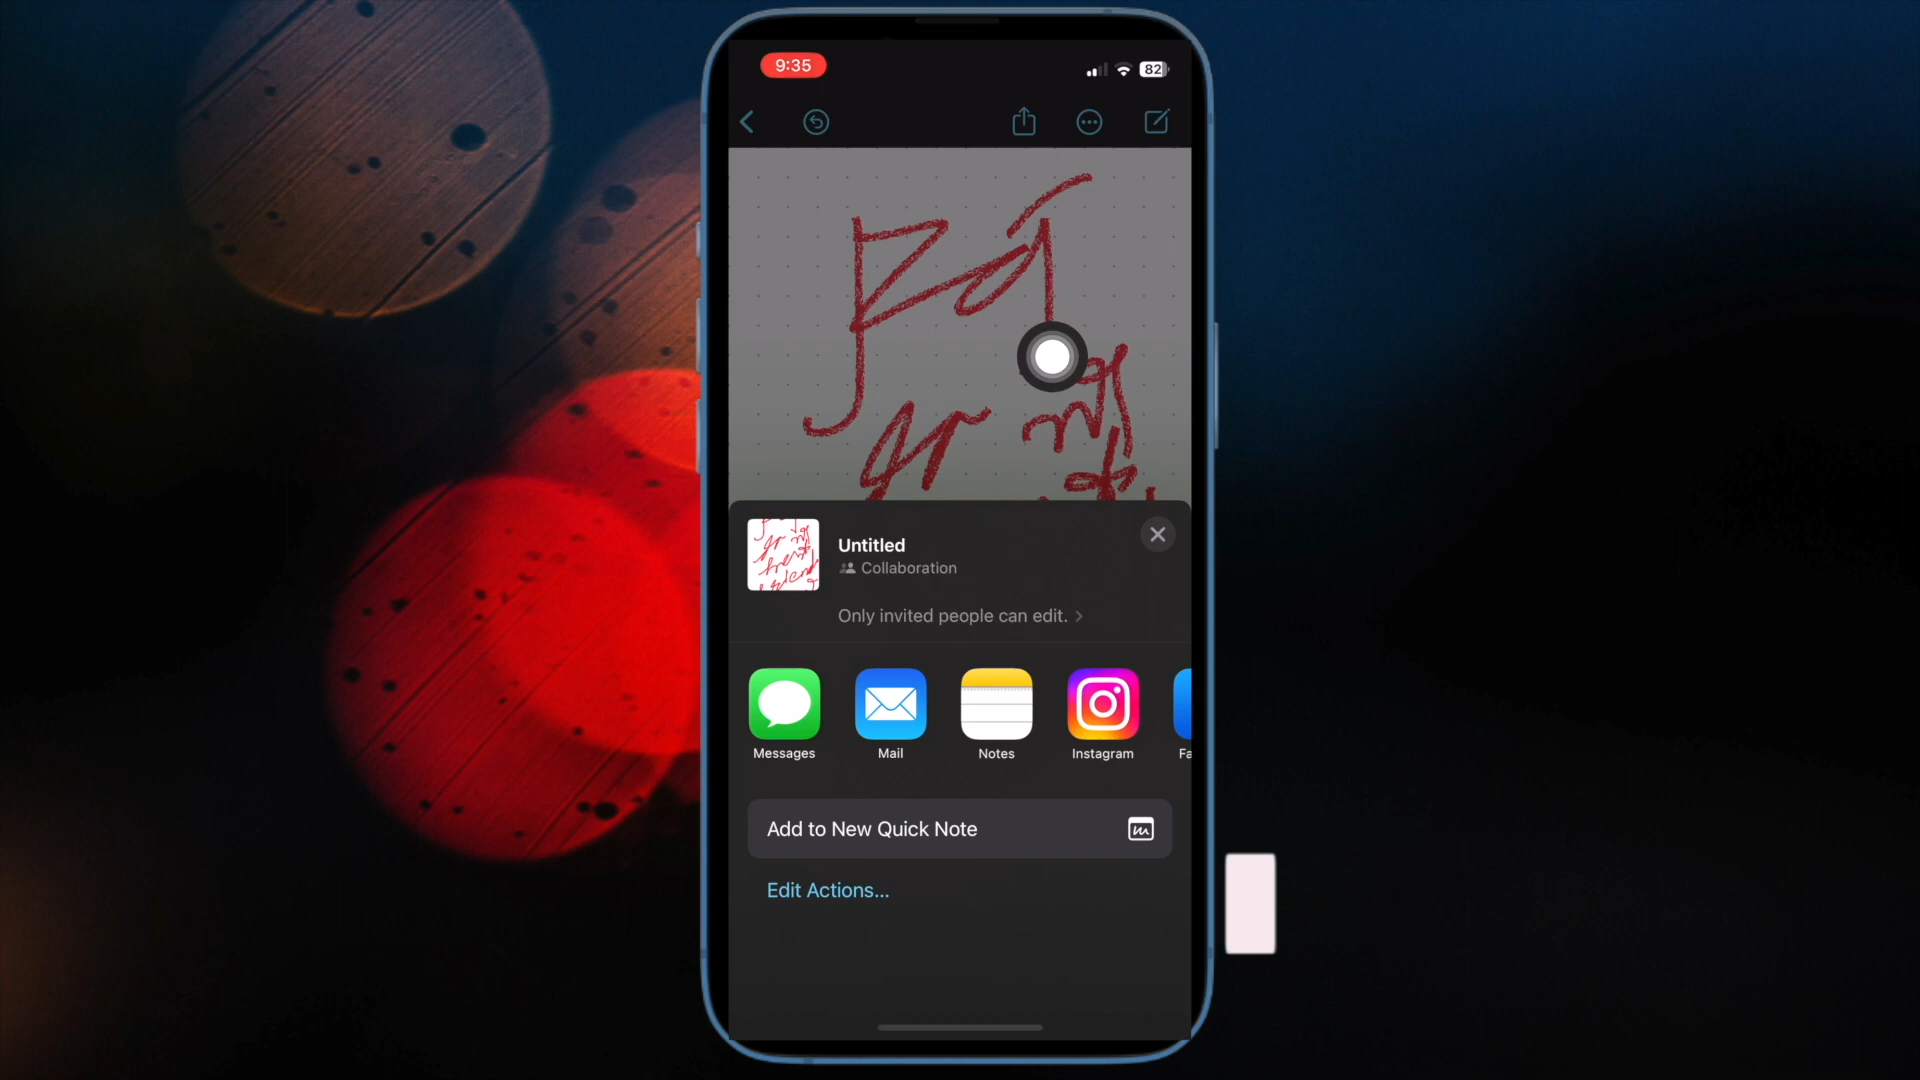 9:35
82
Untitled
Collaboration
Only invited people can edit. >
Messages
Mail
Notes
Instagram
Fa
Add to New Quick Note
Edit Actions...